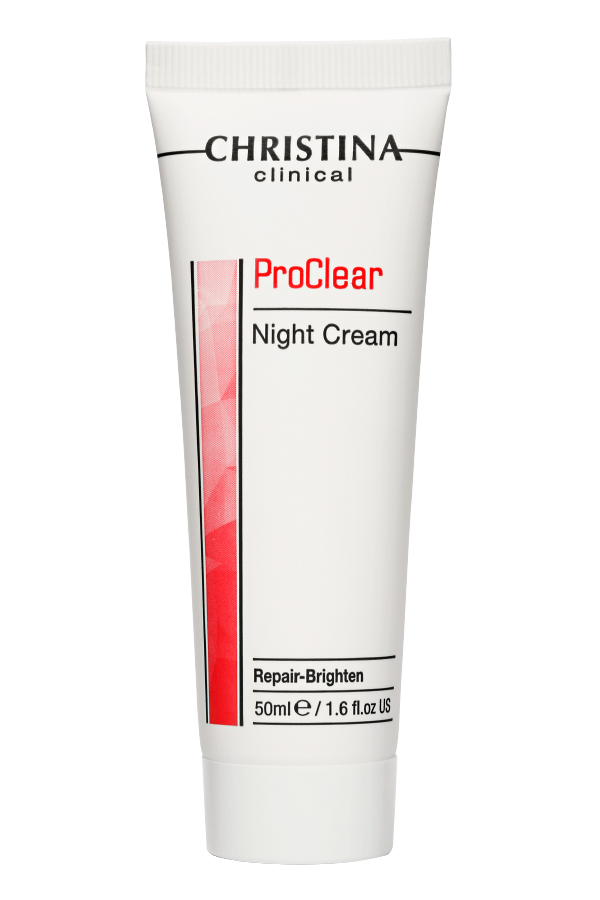 CHRISTINA
clinical
ProClear
Night Cream
Repair-Brighten
50ml ℮ / 1.6 fl.oz US